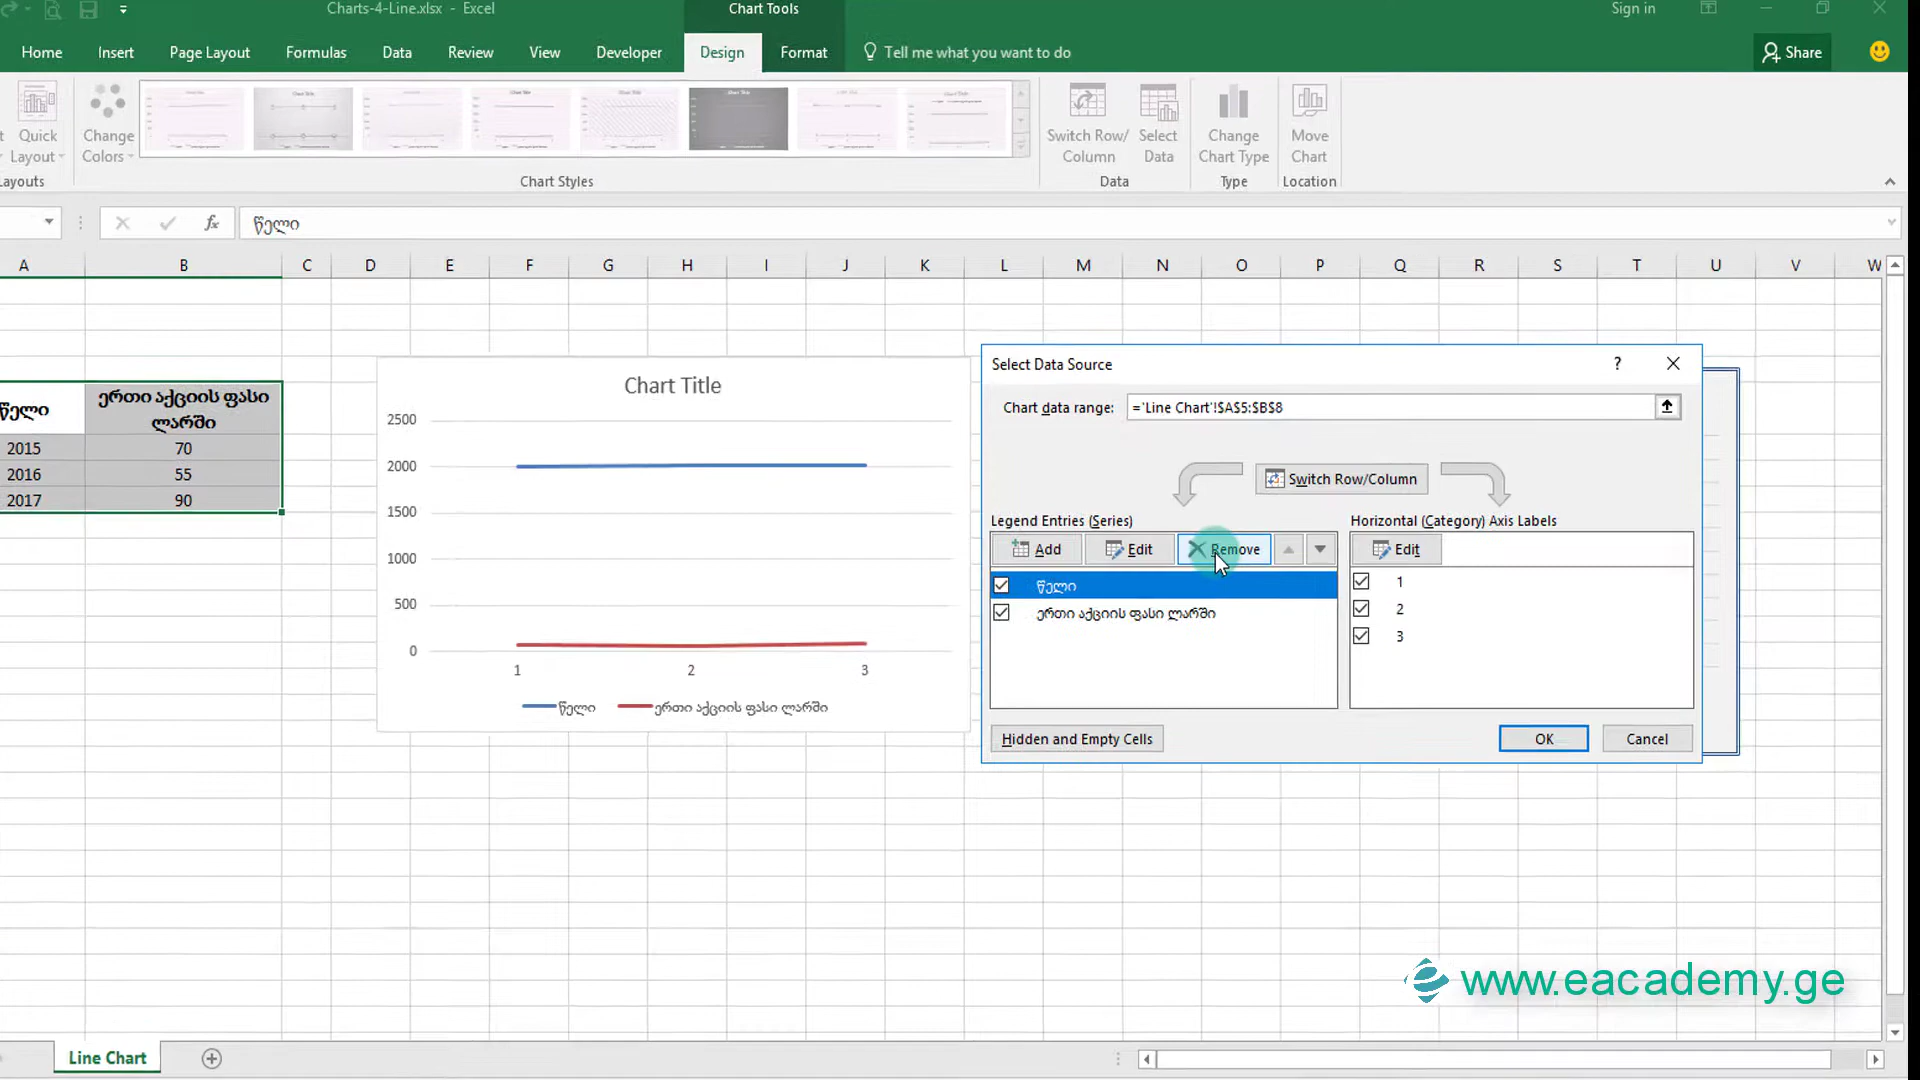 Charts-4-Line.xlsx - Excel
Chart Tools
Sign in
Home
Insert
Page Layout
Formulas
Data
Review
View
Developer
Design
Format
Tell me what you want to do
Share
Quick
Layout
Change
Colors
Switch Row/
Column
Select
Data
Change
Chart Type
Move
Chart
Chart Styles
Data
Type
Location
fx
წელი
A B C D E F G H I J K L M N O P Q R S T U V W
წელი
ერთი აქციის ფასი
ლარში
2015 70
2016 55
2017 90
Chart Title
2500
2000
1500
1000
500
0
1 2 3
წელი
ერთი აქციის ფასი ლარში
Select Data Source
Chart data range:
='Line Chart'!$A$5:$B$8
Switch Row/Column
Legend Entries (Series)
Horizontal (Category) Axis Labels
Add
Edit
Remove
Edit
წელი
ერთი აქციის ფასი ლარში
1
2
3
Hidden and Empty Cells
OK
Cancel
www.eacademy.ge
Line Chart